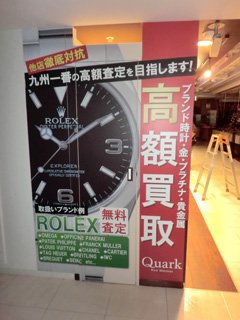 他店徹底対抗
九州一番の高額査定を目指します!
ROLEX
OYSTER PERPETUAL
EXPLORER
取扱いブランド例
ROLEX
無料
査定
●OMEGA ●OFFICINE PANERAI
●PATEK PHILIPPE ●FRANCK MULLER
●LOUIS VUITTON ●CHANEL ●CARTIER
●TAG HEUER ●BREITLING ●IWC
●BREGUET
etc
ブランド時計・金・プラチナ・貴金属
高額買取
Quark